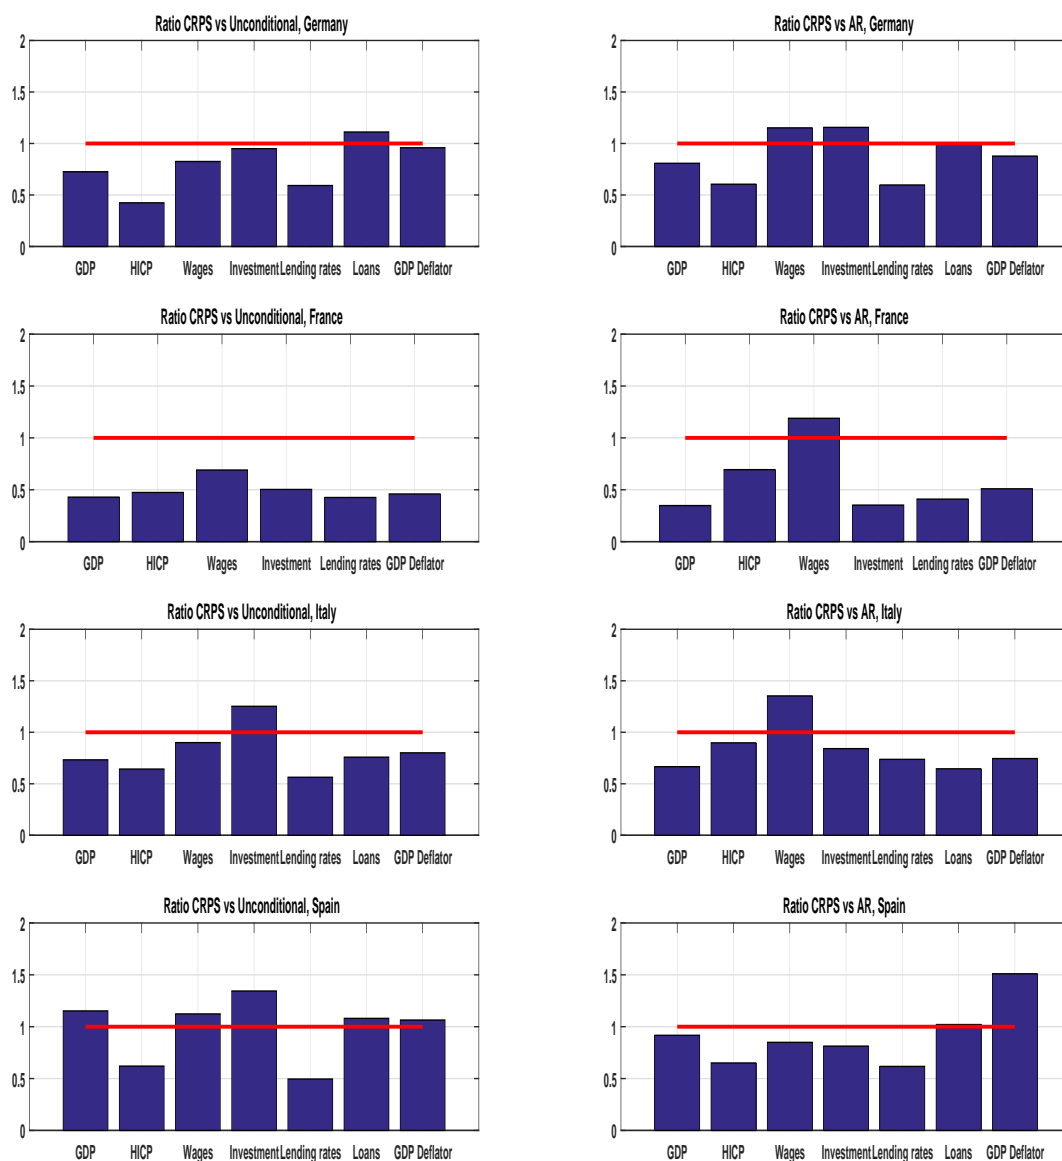 Ratio CRPS vs Unconditional, Germany
2
1.5
1
0.5
0
GDP HICP Wages Investment Lending rates Loans GDP Deflator
Ratio CRPS vs AR, Germany
2
1.5
1
0.5
0
GDP HICP Wages Investment Lending rates Loans GDP Deflator
Ratio CRPS vs Unconditional, France
2
1.5
1
0.5
0
GDP HICP Wages Investment Lending rates GDP Deflator
Ratio CRPS vs AR, France
2
1.5
1
0.5
0
GDP HICP Wages Investment Lending rates GDP Deflator
Ratio CRPS vs Unconditional, Italy
2
1.5
1
0.5
0
GDP HICP Wages Investment Lending rates Loans GDP Deflator
Ratio CRPS vs AR, Italy
2
1.5
1
0.5
0
GDP HICP Wages Investment Lending rates Loans GDP Deflator
Ratio CRPS vs Unconditional, Spain
2
1.5
1
0.5
0
GDP HICP Wages Investment Lending rates Loans GDP Deflator
Ratio CRPS vs AR, Spain
2
1.5
1
0.5
0
GDP HICP Wages Investment Lending rates Loans GDP Deflator